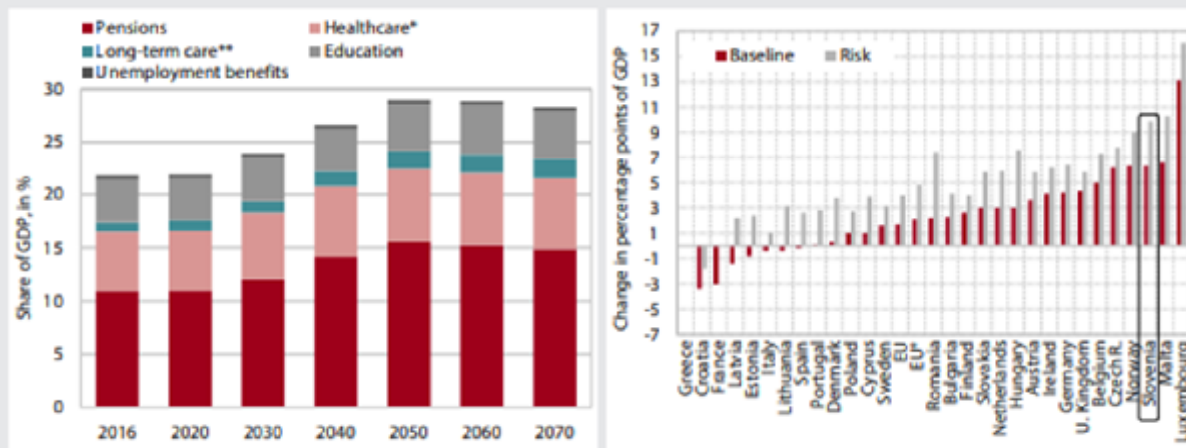 Pensions
Healthcare*
Long-term care**
Education
Unemployment benefits
Share of GDP, in %
30
25
20
15
10
5
0
2016 2020 2030 2040 2050 2060 2070
Change in percentage points of GDP
17
15
13
11
9
7
5
3
1
-1
-3
-5
-7
Baseline
Risk
Greece
Croatia
France
Latvia
Estonia
Italy
Lithuania
Spain
Portugal
Denmark
Poland
Cyprus
Sweden
EU
EU*
Romania
Bulgaria
Finland
Slovakia
Netherlands
Hungary
Austria
Ireland
Germany
U. Kingdom
Belgium
Czech R.
Norway
Slovenia
Malta
Luxembourg